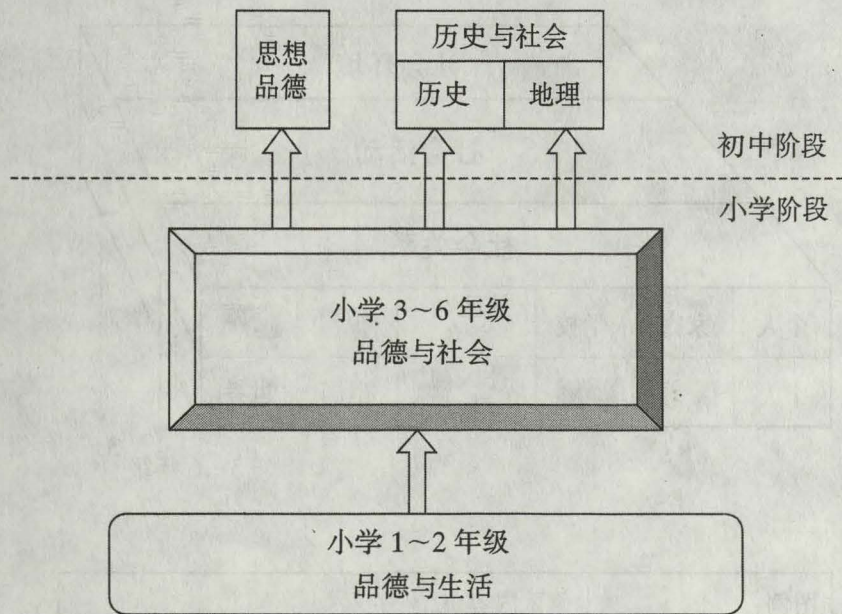 思想
品德
历史与社会
历史
地理
初中阶段
小学阶段
小学 3～6 年级
品德与社会
小学 1～2 年级
品德与生活